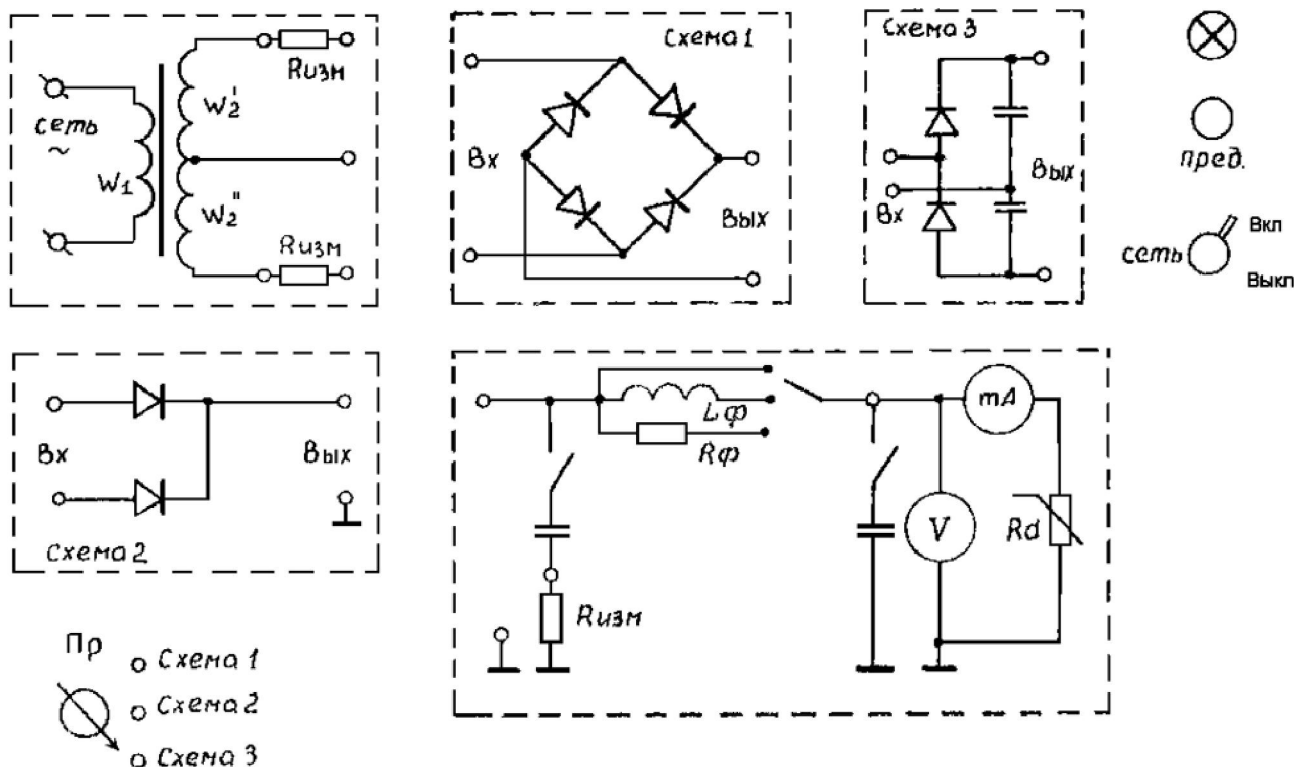 сеть
~
W1
W2'
W2''
Rизм
Rизм
Схема 1
Вх
Вых
Схема 3
Вх
Вых
пред.
сеть
Вкл
Выкл
Вх
Вых
Схема 2
Lф
Rф
mA
V
Rd
Rизм
Пр
Схема 1
Схема 2
Схема 3